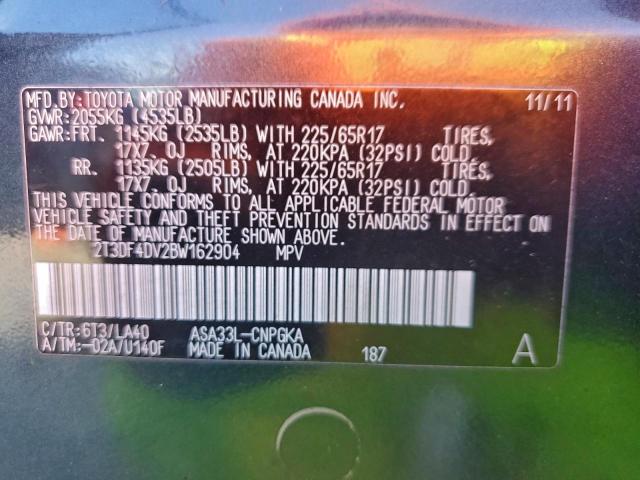 MFD.BY:TOYOTA MOTOR MANUFACTURING CANADA INC. 11/11
GVWR:2055KG (4535LB)
GAWR:FRT. 1145KG (2535LB) WITH 225/65R17 TIRES,
17X7.0J RIMS, AT 220KPA (32PSI) COLD.
RR. 1135KG (2505LB) WITH 225/65R17 TIRES,
17X7.0J RIMS, AT 220KPA (32PSI) COLD.
THIS VEHICLE CONFORMS TO ALL APPLICABLE FEDERAL MOTOR
VEHICLE SAFETY AND THEFT PREVENTION STANDARDS IN EFFECT ON
THE DATE OF MANUFACTURE SHOWN ABOVE.
2T3DF4DV2BW162904 MPV
C/TR:6T3/LA40 ASA33L-CNPGKA
A/TM:-02A/U140F MADE IN CANADA 187 A